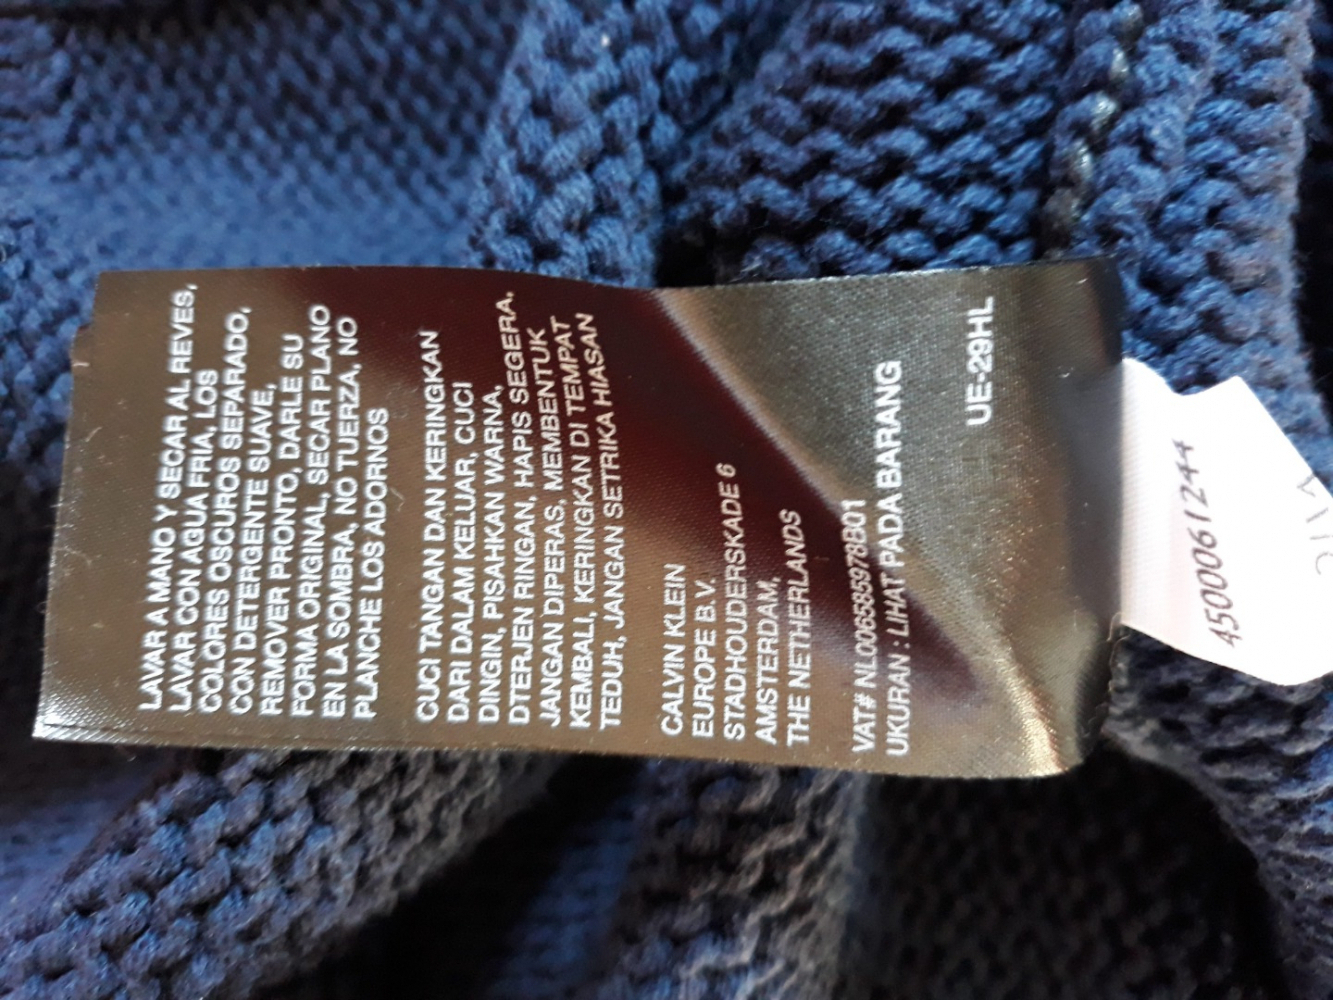 LAVAR A MANO Y SECAR AL REVES,
LAVAR CON AGUA FRIA, LOS
COLORES OSCUROS SEPARADO,
CON DETERGENTE SUAVE,
REMOVER PRONTO, DARLE SU
FORMA ORIGINAL, SECAR PLANO
EN LA SOMBRA, NO TUERZA, NO
PLANCHE LOS ADORNOS
CUCI TANGAN DAN KERINGKAN
DARI DALAM KELUAR, CUCI
DINGIN, PISAHKAN WARNA,
DTERJEN RINGAN, HAPIS SEGERA,
JANGAN DIPERAS, MEMBENTUK
KEMBALI, KERINGKAN DI TEMPAT
TEDUH, JANGAN SETRIKA HIASAN
CALVIN KLEIN
EUROPE B.V.
STADHOUDERSKADE 6
AMSTERDAM,
THE NETHERLANDS
VAT# NL006585978B01
UKURAN : LIHAT PADA BARANG
UE-29HL
4500061244